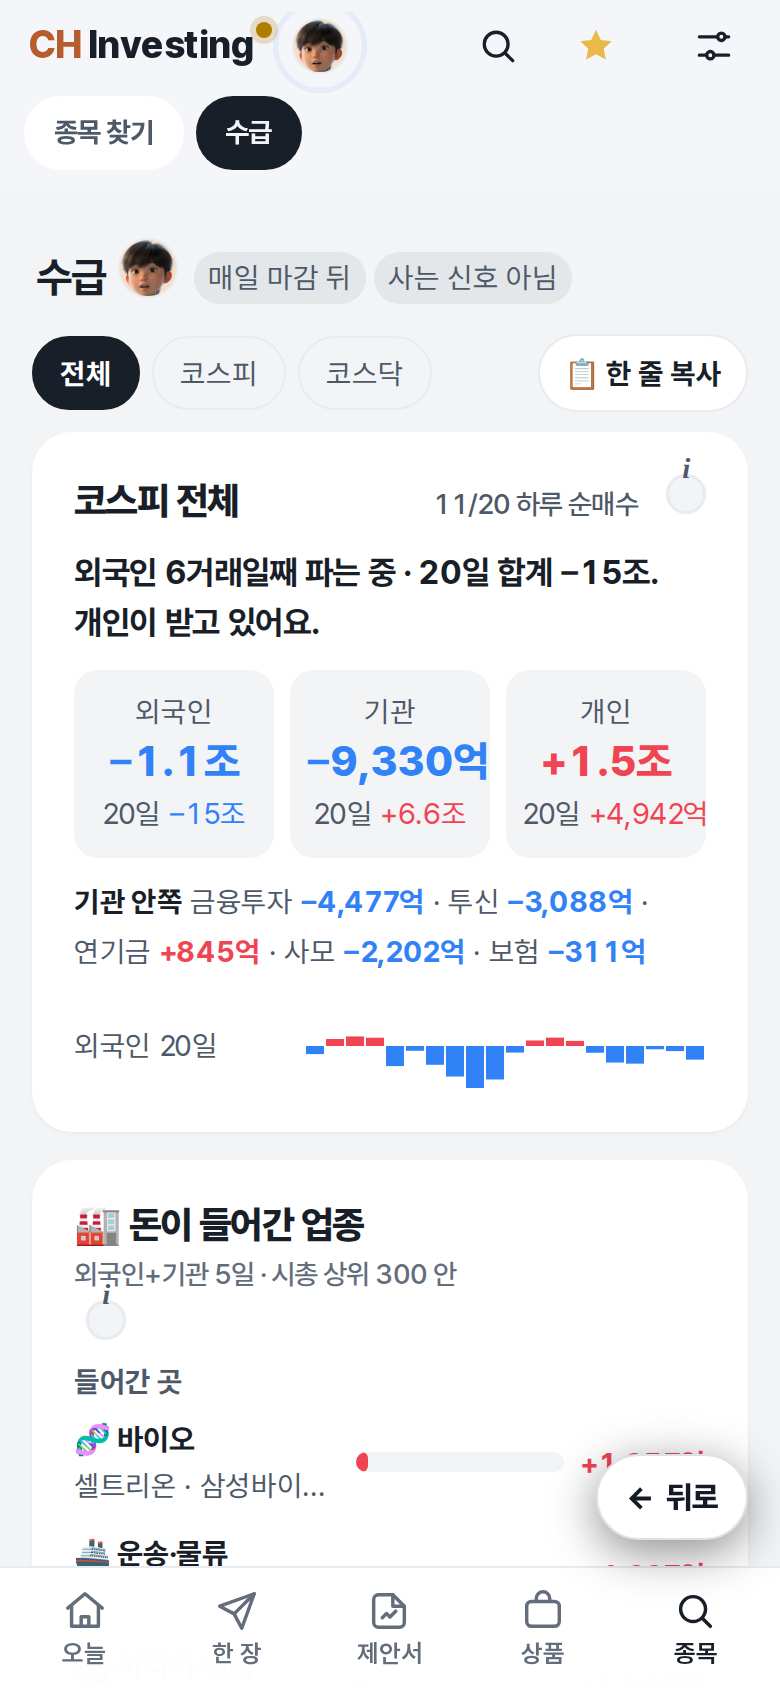 CH Investing
종목 찾기
수급
수급
매일 마감 뒤
사는 신호 아님
전체
코스피
코스닥
📋 한 줄 복사
코스피 전체
11/20 하루 순매수
i
외국인 6거래일째 파는 중 · 20일 합계 −15조.
개인이 받고 있어요.
외국인
−1.1조
20일 −15조
기관
−9,330억
20일 +6.6조
개인
+1.5조
20일 +4,942억
기관 안쪽 금융투자 −4,477억 · 투신 −3,088억 ·
연기금 +845억 · 사모 −2,202억 · 보험 −311억
외국인 20일
🏭 돈이 들어간 업종
외국인+기관 5일 · 시총 상위 300 안
i
들어간 곳
🧬 바이오
셀트리온 · 삼성바이...
← 뒤로
🚢 운송·물류
오늘
한 장
제안서
상품
종목